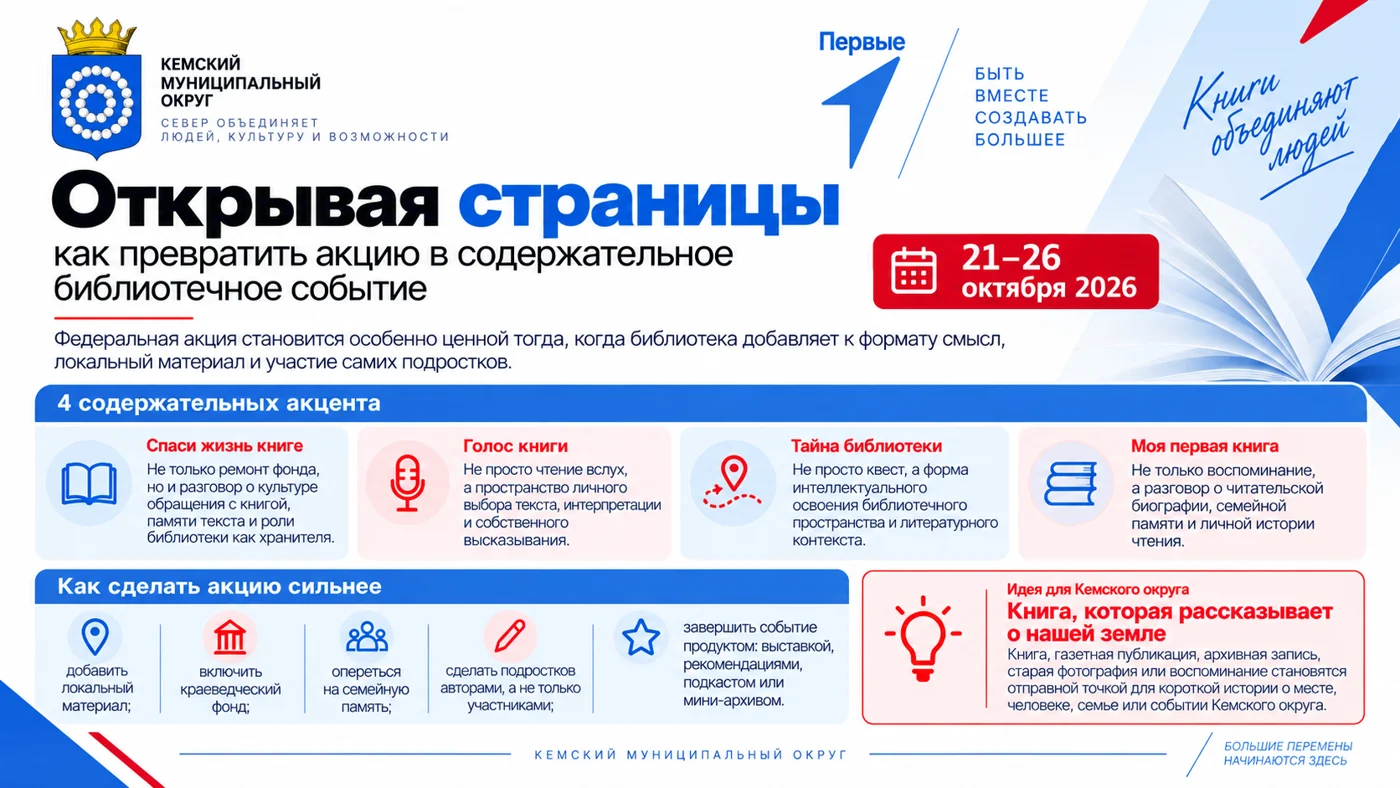 КЕМСКИЙ
МУНИЦИПАЛЬНЫЙ
ОКРУГ
СЕВЕР ОБЪЕДИНЯЕТ
ЛЮДЕЙ, КУЛЬТУРУ И ВОЗМОЖНОСТИ
Первые
БЫТЬ
ВМЕСТЕ
СОЗДАВАТЬ
БОЛЬШЕЕ
Книги
объединяют
людей
Открывая страницы
как превратить акцию в содержательное
библиотечное событие
21–26
октября 2026
Федеральная акция становится особенно ценной тогда, когда библиотека добавляет к формату смысл,
локальный материал и участие самих подростков.
4 содержательных акцента
Спаси жизнь книге
Не только ремонт фонда,
но и разговор о культуре
обращения с книгой,
памяти текста и роли
библиотеки как хранителя.
Голос книги
Не просто чтение вслух,
а пространство личного
выбора текста, интерпретации
и собственного
высказывания.
Тайна библиотеки
Не просто квест, а форма
интеллектуального
освоения библиотечного
пространства и литературного
контекста.
Моя первая книга
Не только воспоминание,
а разговор о читательской
биографии, семейной
памяти и личной истории
чтения.
Как сделать акцию сильнее
добавить
локальный
материал;
включить
краеведческий
фонд;
опереться
на семейную
память;
сделать подростков
авторами, а не только
участниками;
завершить событие
продуктом: выставкой,
рекомендациями,
подкастом или
мини-архивом.
Идея для Кемского округа
Книга, которая рассказывает
о нашей земле
Книга, газетная публикация, архивная запись,
старая фотография или воспоминание становятся
отправной точкой для короткой истории о месте,
человеке, семье или событии Кемского округа.
КЕМСКИЙ МУНИЦИПАЛЬНЫЙ ОКРУГ
БОЛЬШИЕ ПЕРЕМЕНЫ
НАЧИНАЮТСЯ ЗДЕСЬ